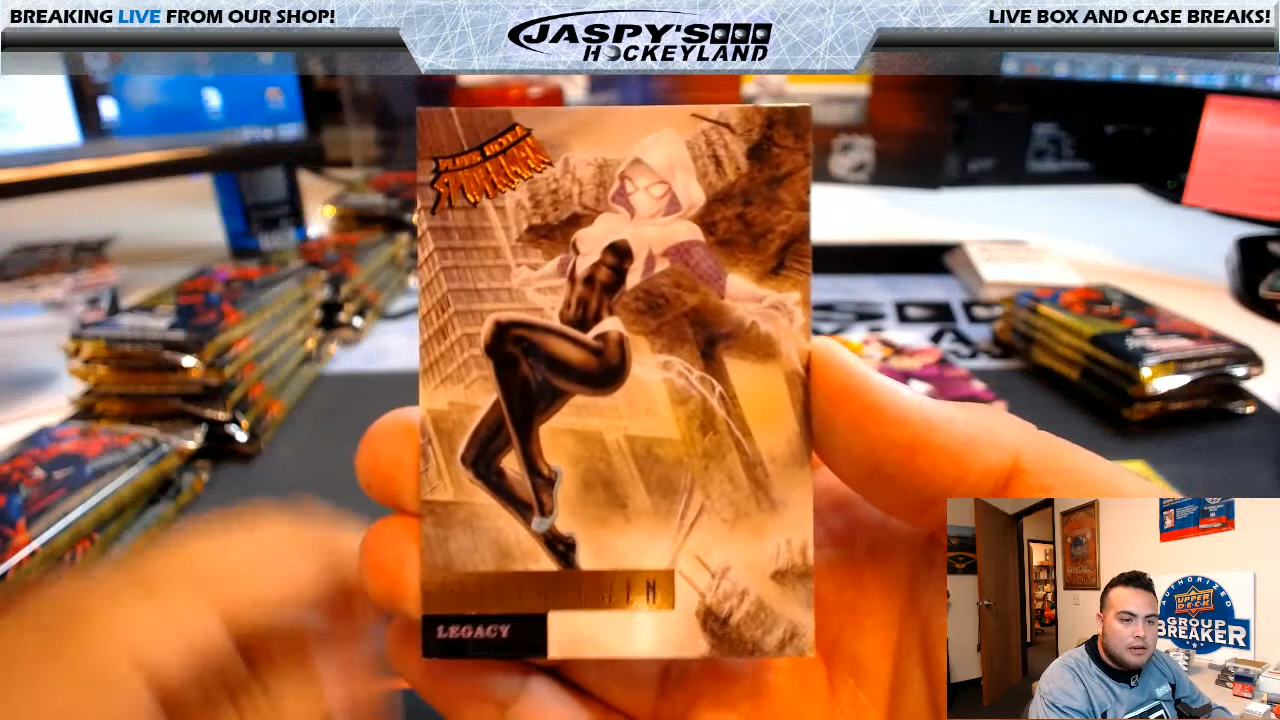 BREAKING LIVE FROM OUR SHOP!
JASPY'S
HOCKEYLAND
LIVE BOX AND CASE BREAKS!
LEGACY
AUTHORIZED
UPPER DECK
GROUP
BREAKER